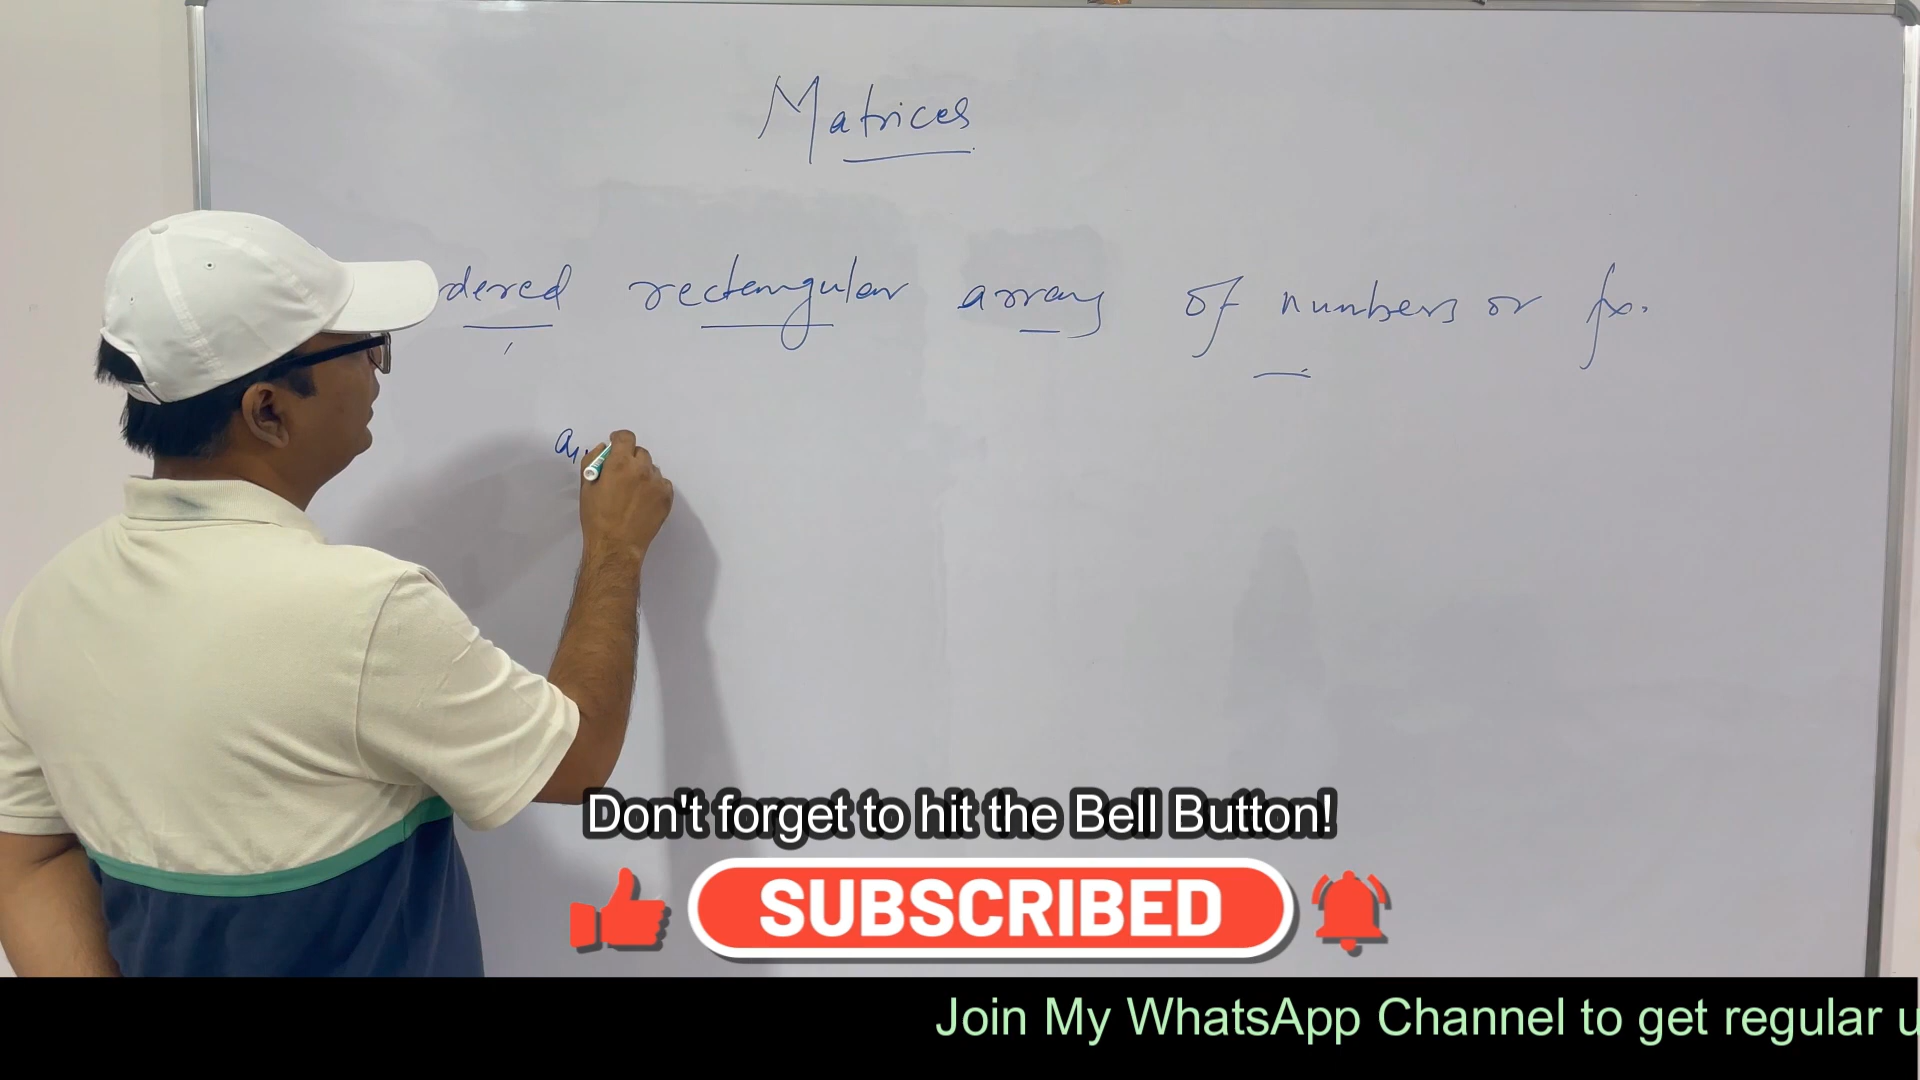 Matrices
dered rectangular array of numbers or fx.
a
Don't forget to hit the Bell Button!
SUBSCRIBED
Join My WhatsApp Channel to get regular u